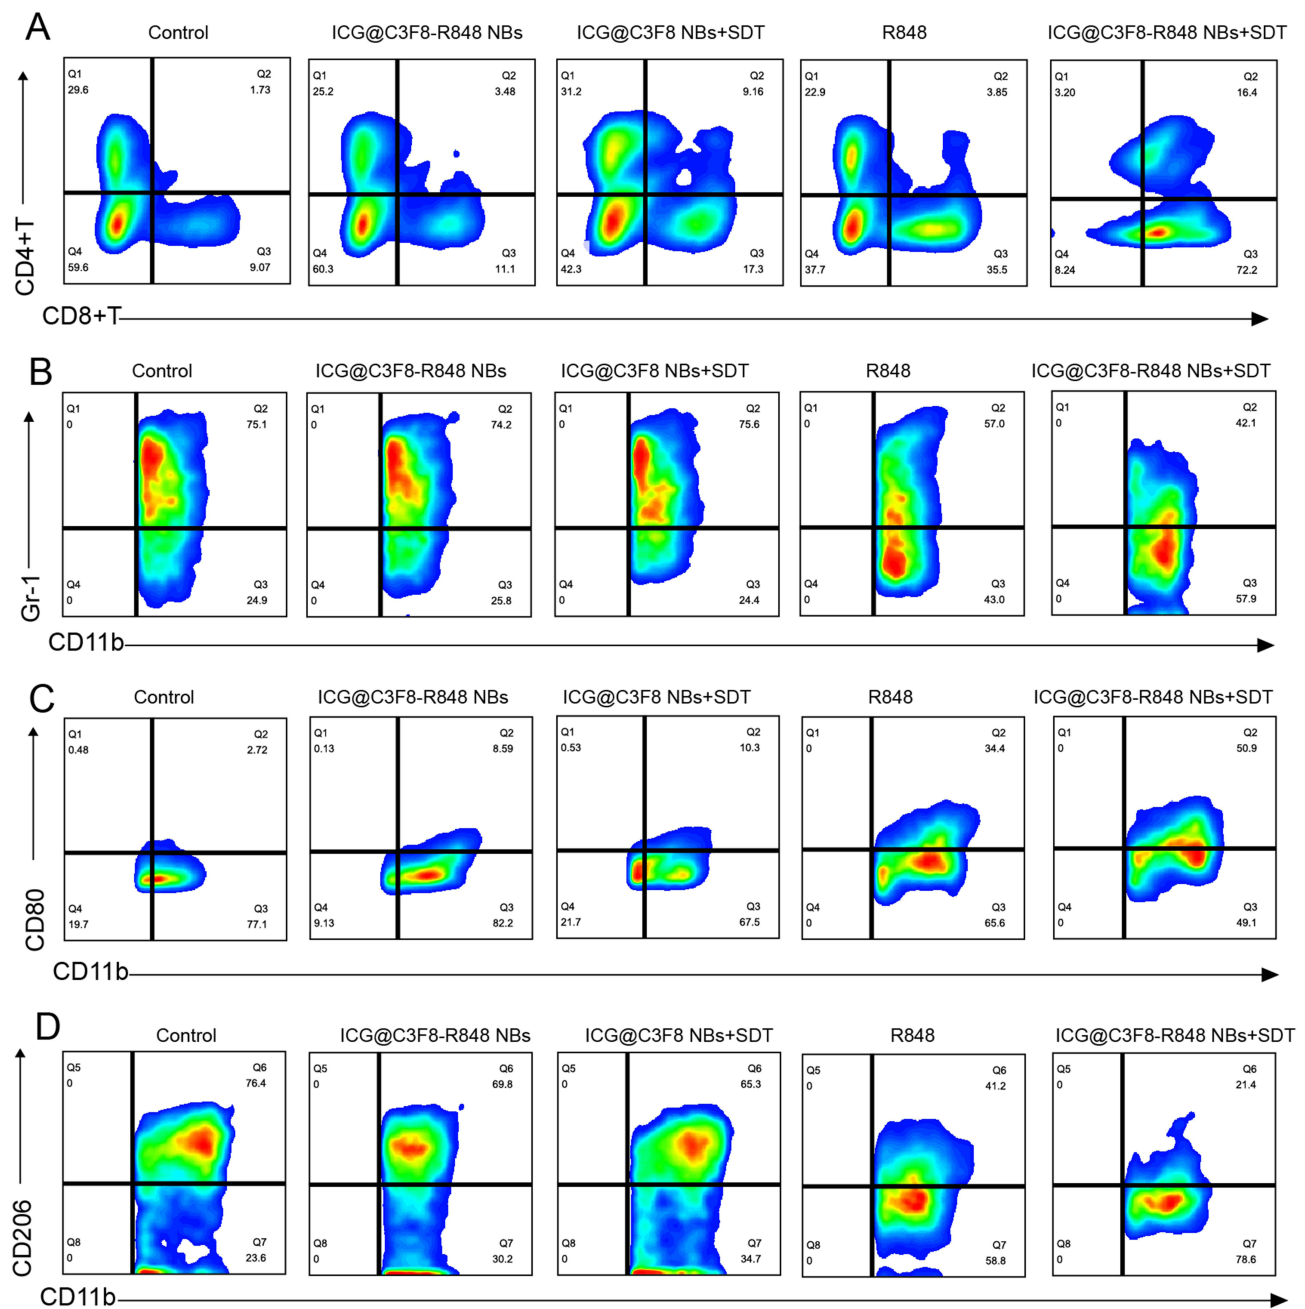 A
Control
ICG@C3F8-R848 NBs
ICG@C3F8 NBs+SDT
R848
ICG@C3F8-R848 NBs+SDT
Q1 Q2 Q1 Q2 Q1 Q2 Q1 Q2 Q1 Q2
29.6 1.73 25.2 3.48 31.2 9.16 22.9 3.85 3.20 16.4
CD4+T
Q4 Q3 Q4 Q3 Q4 Q3 Q4 Q3 Q4 Q3
59.6 9.07 60.3 11.1 42.3 17.3 37.7 35.5 8.24 72.2
CD8+T
B
Control
ICG@C3F8-R848 NBs
ICG@C3F8 NBs+SDT
R848
ICG@C3F8-R848 NBs+SDT
Q1 Q2 Q1 Q2 Q1 Q2 Q1 Q2 Q1 Q2
0 75.1 0 74.2 0 75.6 0 57.0 0 42.1
Gr-1
Q4 Q3 Q4 Q3 Q4 Q3 Q4 Q3 Q4 Q3
0 24.9 0 25.8 0 24.4 0 43.0 0 57.9
CD11b
C
Control
ICG@C3F8-R848 NBs
ICG@C3F8 NBs+SDT
R848
ICG@C3F8-R848 NBs+SDT
Q1 Q2 Q1 Q2 Q1 Q2 Q1 Q2 Q1 Q2
0.48 2.72 0.13 8.59 0.53 10.3 0 34.4 0 50.9
CD80
Q4 Q3 Q4 Q3 Q4 Q3 Q4 Q3 Q4 Q3
19.7 77.1 9.13 82.2 21.7 67.5 0 65.6 0 49.1
CD11b
D
Control
ICG@C3F8-R848 NBs
ICG@C3F8 NBs+SDT
R848
ICG@C3F8-R848 NBs+SDT
Q5 Q6 Q5 Q6 Q5 Q6 Q5 Q6 Q5 Q6
0 76.4 0 69.8 0 65.3 0 41.2 0 21.4
CD206
Q8 Q7 Q8 Q7 Q8 Q7 Q8 Q7 Q8 Q7
0 23.6 0 30.2 0 34.7 0 58.8 0 78.6
CD11b